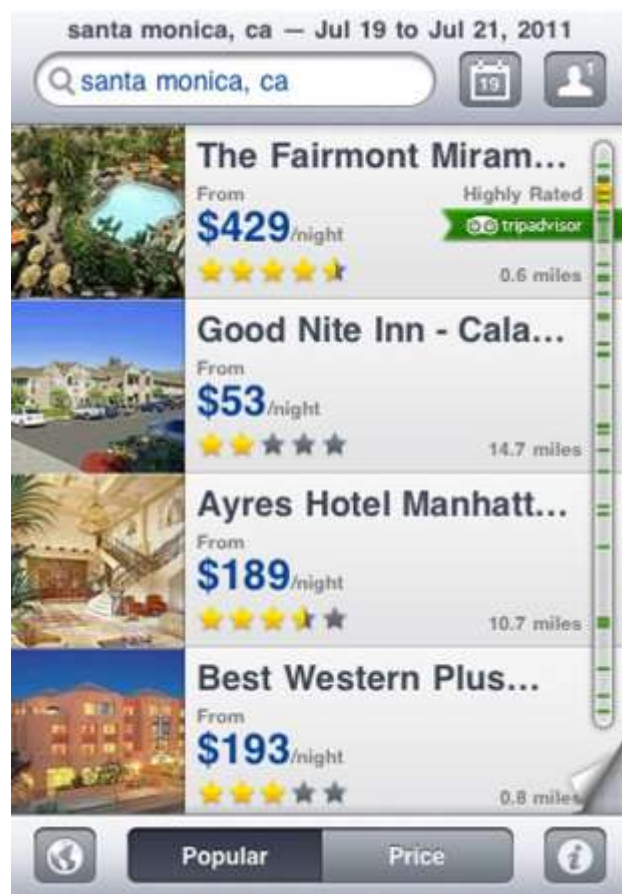 santa monica, ca — Jul 19 to Jul 21, 2011
santa monica, ca
19
1
The Fairmont Miram...
From
Highly Rated
$429/night
tripadvisor
0.6 miles
Good Nite Inn - Cala...
From
$53/night
14.7 miles
Ayres Hotel Manhatt...
From
$189/night
10.7 miles
Best Western Plus...
From
$193/night
0.8 miles
Popular
Price
i